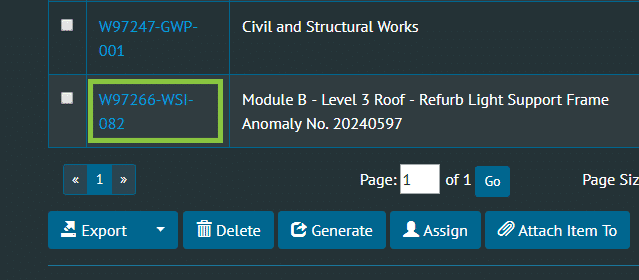 W97247-GWP-
001
Civil and Structural Works
W97266-WSI-
082
Module B - Level 3 Roof - Refurb Light Support Frame
Anomaly No. 20240597
« 1 » Page: 1 of 1 Go Page Siz
Export Delete Generate Assign Attach Item To